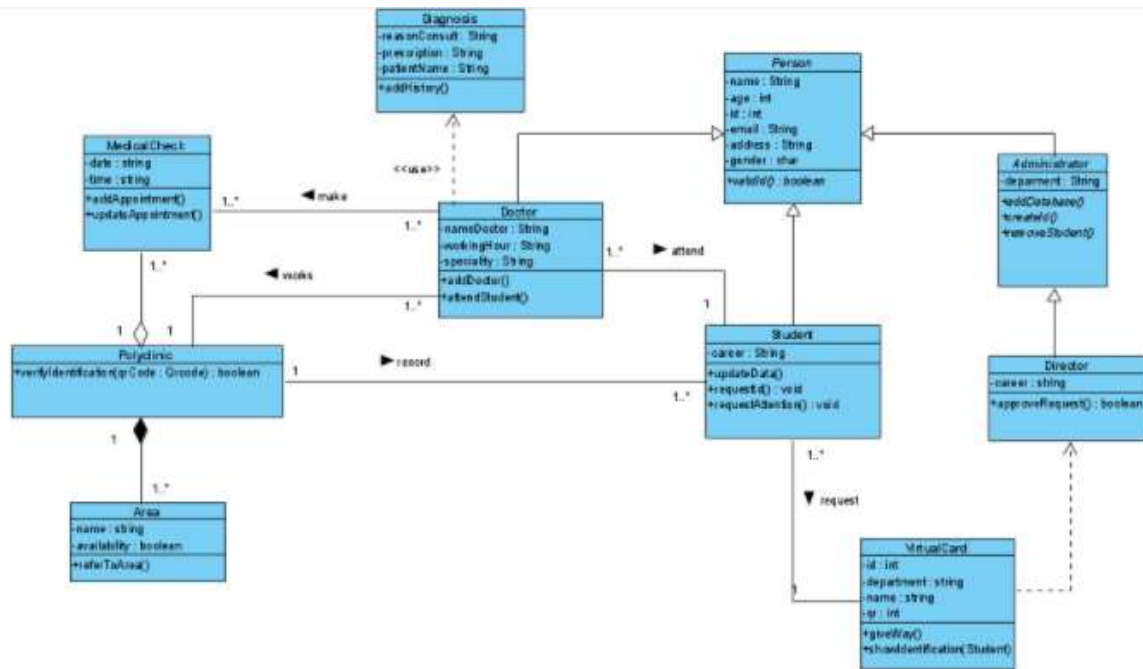 Diagnosis
-reasonConsult : String
-prescription : String
-patientName : String
+addHistory()
Person
-name : String
-age : int
-id : int
-email : String
-address : String
-gender : char
+validId() : boolean
MedicalCheck
-date : string
-time : string
+addAppointment()
+updateAppointment()
Administrator
-deparment : String
+addDatabase()
+createId()
+removeStudent()
<<use>>
1..*
make
1..*
Doctor
-nameDoctor : String
-workingHour : String
-speciality : String
+addDoctor()
+attendStudent()
1..*
attend
1
1..*
works
1..*
1
1
Polyclinic
+verifyIdentification(qrCode : Qrcode) : boolean
1
record
1..*
Student
-career : String
+updateData()
+requestId() : void
+requestAttention() : void
Director
-career : string
+approveRequest() : boolean
1
1..*
Area
-name : string
-availability : boolean
+referToArea()
1..*
request
1
VirtualCard
-id : int
-department : string
-name : string
-qr : int
+giveWay()
+showIdentification(Student)